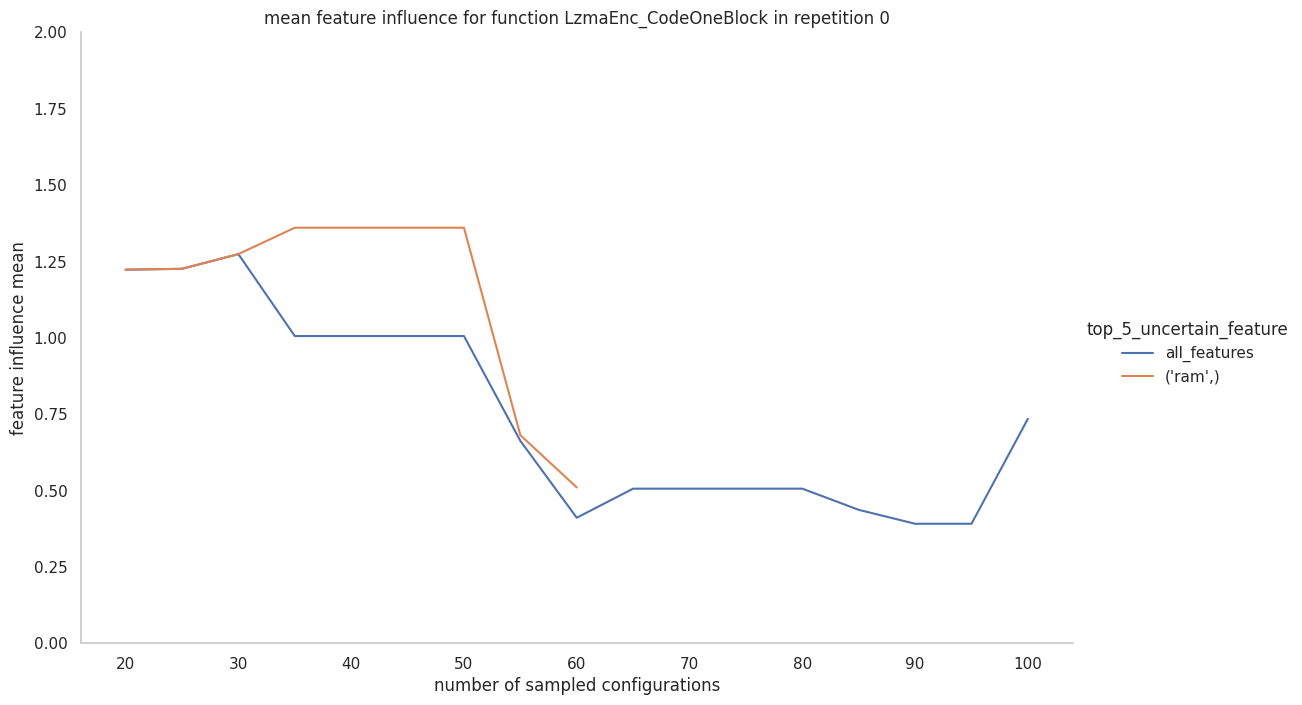 mean feature influence for function LzmaEnc_CodeOneBlock in repetition 0
2.00
1.75
1.50
1.25
1.00
0.75
0.50
0.25
0.00
feature influence mean
20 30 40 50 60 70 80 90 100
number of sampled configurations
top_5_uncertain_feature
all_features
('ram',)